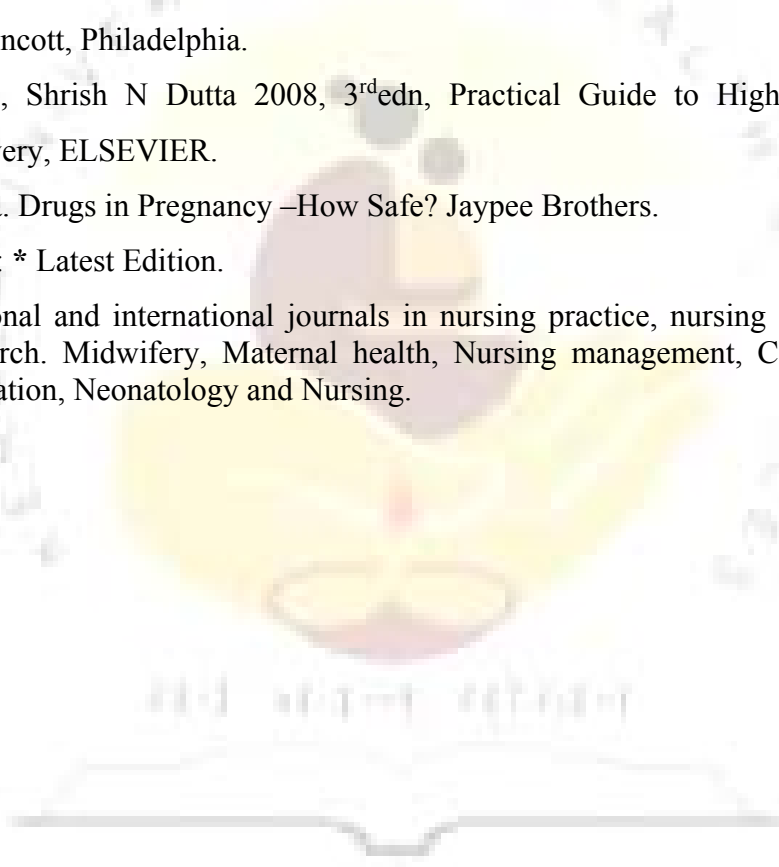 ncott, Philadelphia.
, Shrish N Dutta 2008, 3rdedn, Practical Guide to High
very, ELSEVIER.
. Drugs in Pregnancy –How Safe? Jaypee Brothers.
: * Latest Edition.
onal and international journals in nursing practice, nursing
rch. Midwifery, Maternal health, Nursing management, C
ation, Neonatology and Nursing.